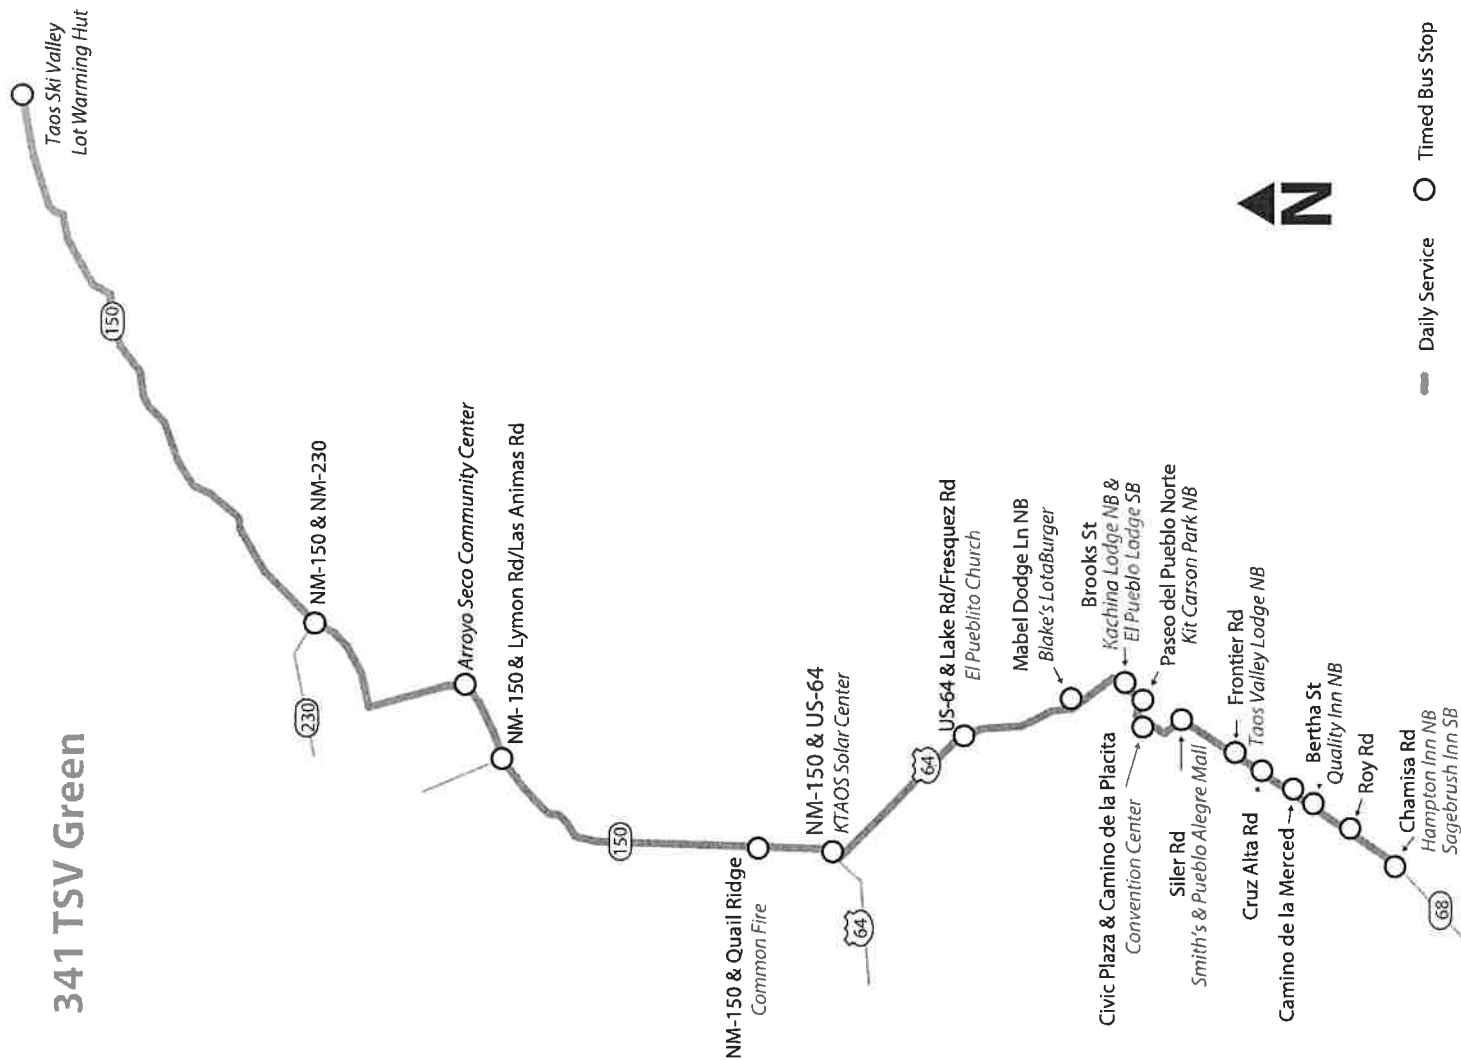 341 TSV Green
Taos Ski Valley
Lot Warming Hut
150
NM-150 & NM-230
230
Arroyo Seco Community Center
NM- 150 & Lymon Rd/Las Animas Rd
150
NM-150 & Quail Ridge
Common Fire
NM-150 & US-64
KTAOS Solar Center
64
64
US-64 & Lake Rd/Fresquez Rd
El Pueblito Church
Mabel Dodge Ln NB
Blake's LotaBurger
Brooks St
Kachina Lodge NB &
El Pueblo Lodge SB
Civic Plaza & Camino de la Placita
Convention Center
Paseo del Pueblo Norte
Kit Carson Park NB
Siler Rd
Smith's & Pueblo Alegre Mall
Frontier Rd
Taos Valley Lodge NB
Cruz Alta Rd
Camino de la Merced
Bertha St
Quality Inn NB
Roy Rd
Chamisa Rd
Hampton Inn NB
Sagebrush Inn SB
68
N
Daily Service
Timed Bus Stop